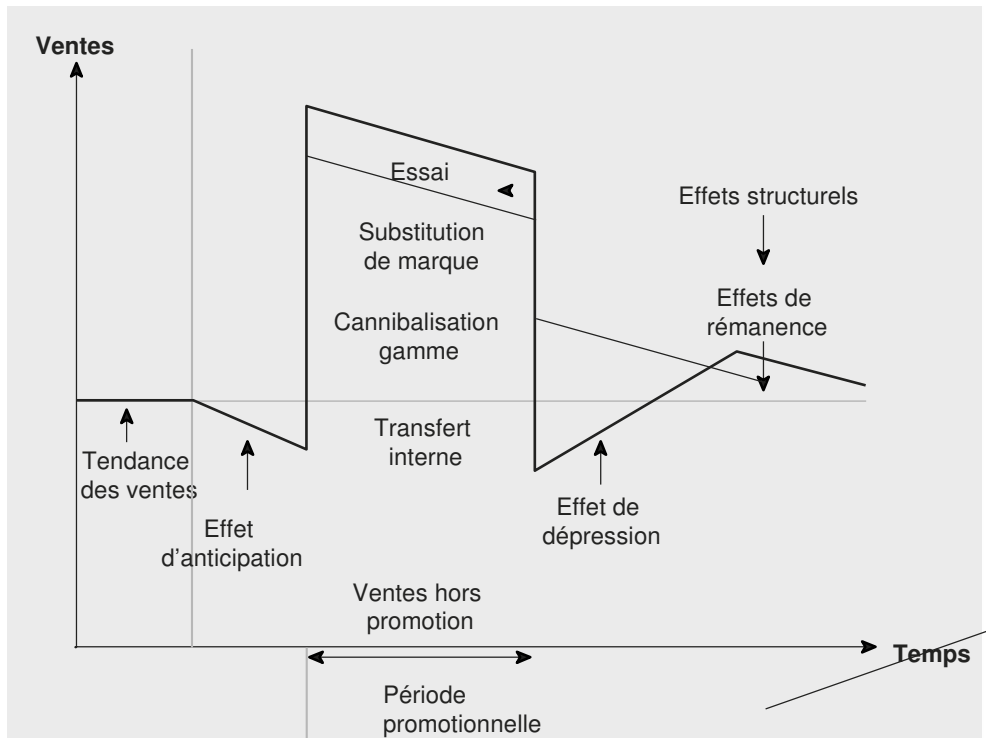 Ventes
Essai
Effets structurels
Substitution
de marque
Effets de
rémanence
Cannibalisation
gamme
Transfert
interne
Tendance
des ventes
Effet de
dépression
Effet
d'anticipation
Ventes hors
promotion
Temps
Période
promotionnelle